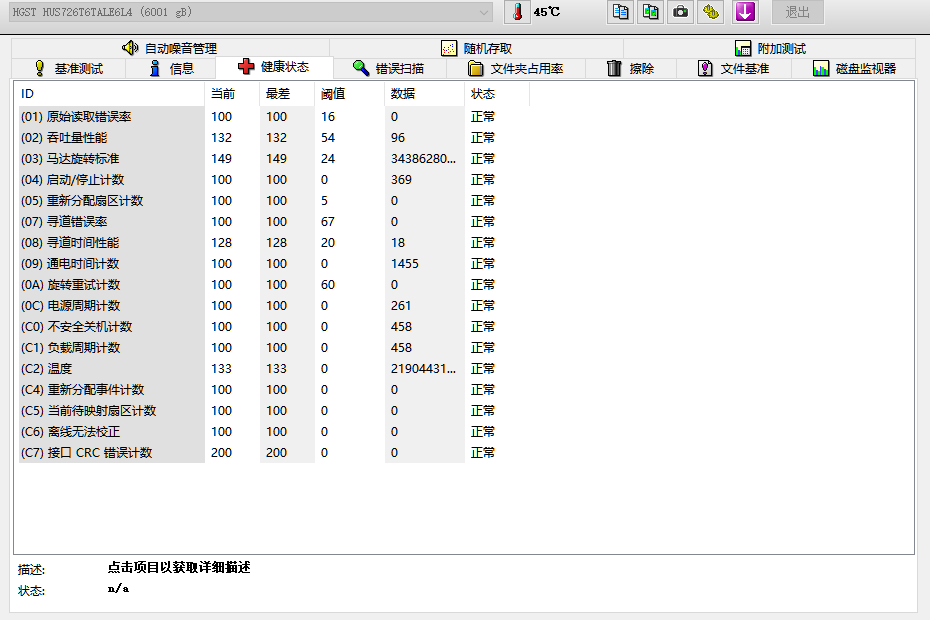 HGST HUS726T6TALE6L4 (6001 gB) 45℃ 退出
自动噪音管理 随机存取 附加测试
基准测试 信息 健康状态 错误扫描 文件夹占用率 擦除 文件基准 磁盘监视器
ID 当前 最差 阈值 数据 状态
(01) 原始读取错误率 100 100 16 0 正常
(02) 吞吐量性能 132 132 54 96 正常
(03) 马达旋转标准 149 149 24 34386280... 正常
(04) 启动/停止计数 100 100 0 369 正常
(05) 重新分配扇区计数 100 100 5 0 正常
(07) 寻道错误率 100 100 67 0 正常
(08) 寻道时间性能 128 128 20 18 正常
(09) 通电时间计数 100 100 0 1455 正常
(0A) 旋转重试计数 100 100 60 0 正常
(0C) 电源周期计数 100 100 0 261 正常
(C0) 不安全关机计数 100 100 0 458 正常
(C1) 负载周期计数 100 100 0 458 正常
(C2) 温度 133 133 0 21904431... 正常
(C4) 重新分配事件计数 100 100 0 0 正常
(C5) 当前待映射扇区计数 100 100 0 0 正常
(C6) 离线无法校正 100 100 0 0 正常
(C7) 接口 CRC 错误计数 200 200 0 0 正常
描述: 点击项目以获取详细描述
状态: n/a